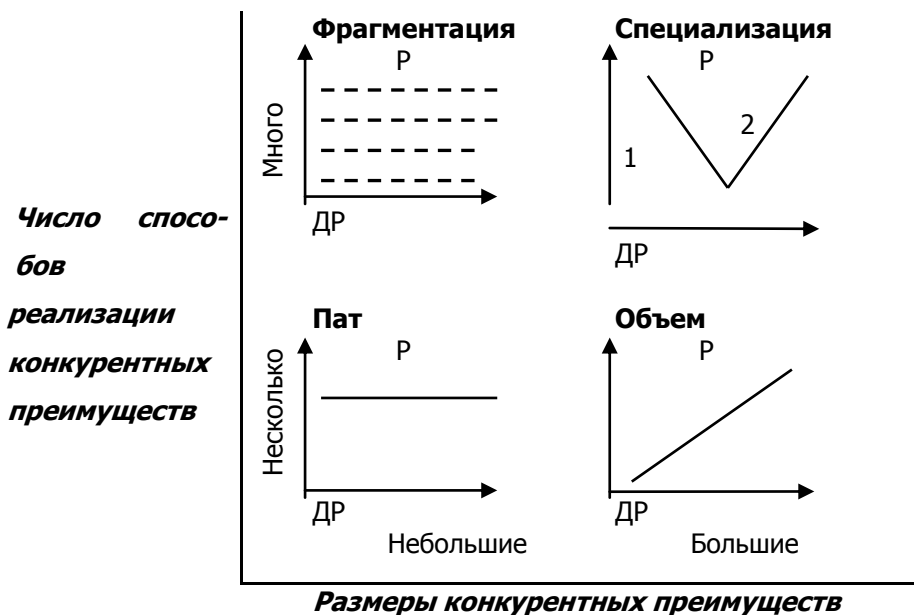 Фрагментация
Специализация
Р
Р
Много
1
2
ДР
ДР
Число спосо-
бов
реализации
конкурентных
преимуществ
Пат
Объем
Р
Р
Несколько
ДР
ДР
Небольшие
Большие
Размеры конкурентных преимуществ